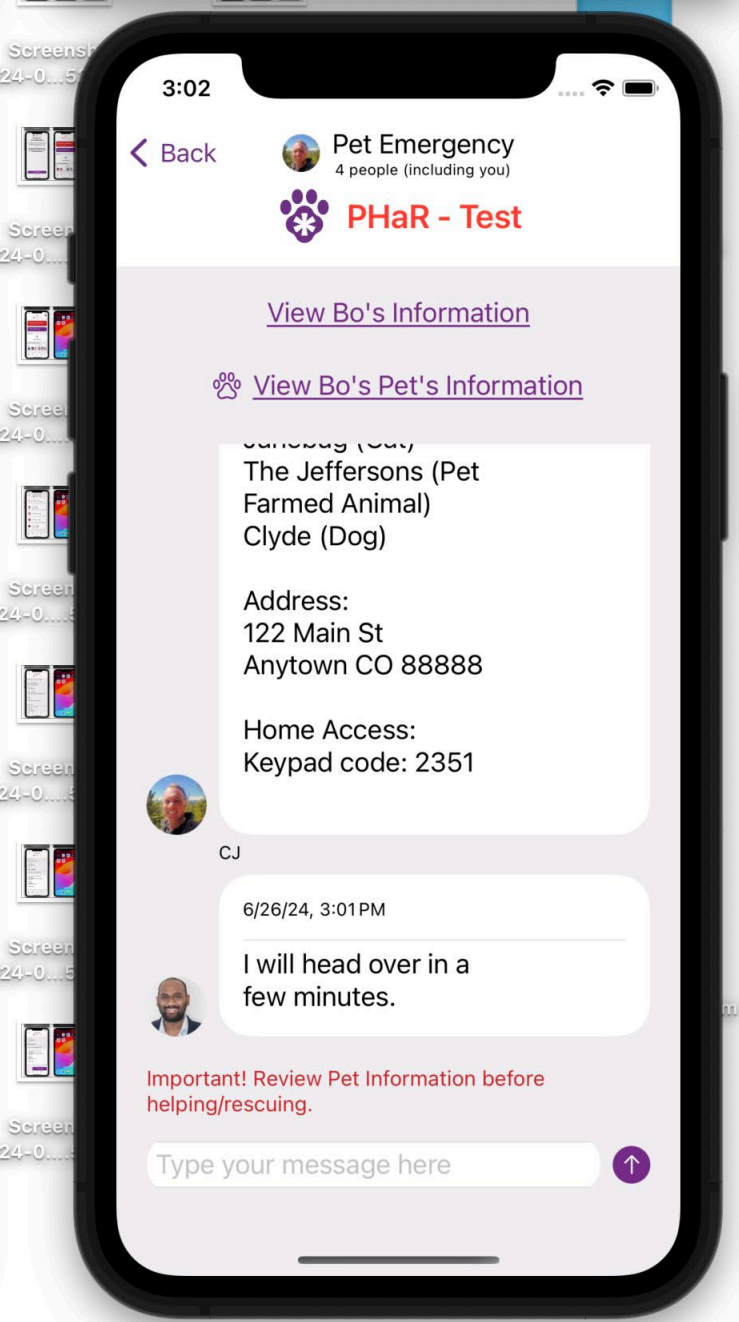 3:02
Back
Pet Emergency
4 people (including you)
PHaR - Test
View Bo's Information
View Bo's Pet's Information
The Jeffersons (Pet
Farmed Animal)
Clyde (Dog)
Address:
122 Main St
Anytown CO 88888
Home Access:
Keypad code: 2351
CJ
6/26/24, 3:01 PM
I will head over in a
few minutes.
Important! Review Pet Information before
helping/rescuing.
Type your message here